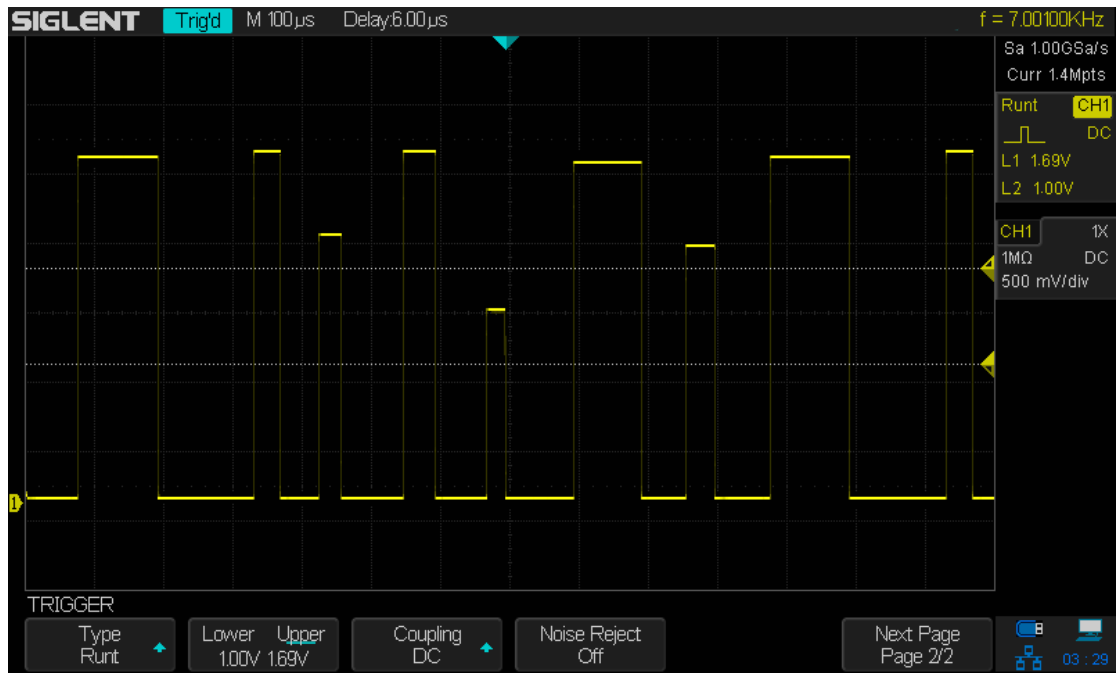 SIGLENT Trig'd M 100µs Delay:6.00µs f = 7.00100KHz
Sa 1.00GSa/s
Curr 1.4Mpts
Runt CH1
DC
L1 1.69V
L2 1.00V
CH1 1X
1MΩ DC
500 mV/div
1
TRIGGER
Type
Runt
Lower Upper
1.00V 1.69V
Coupling
DC
Noise Reject
Off
Next Page
Page 2/2
03 : 29